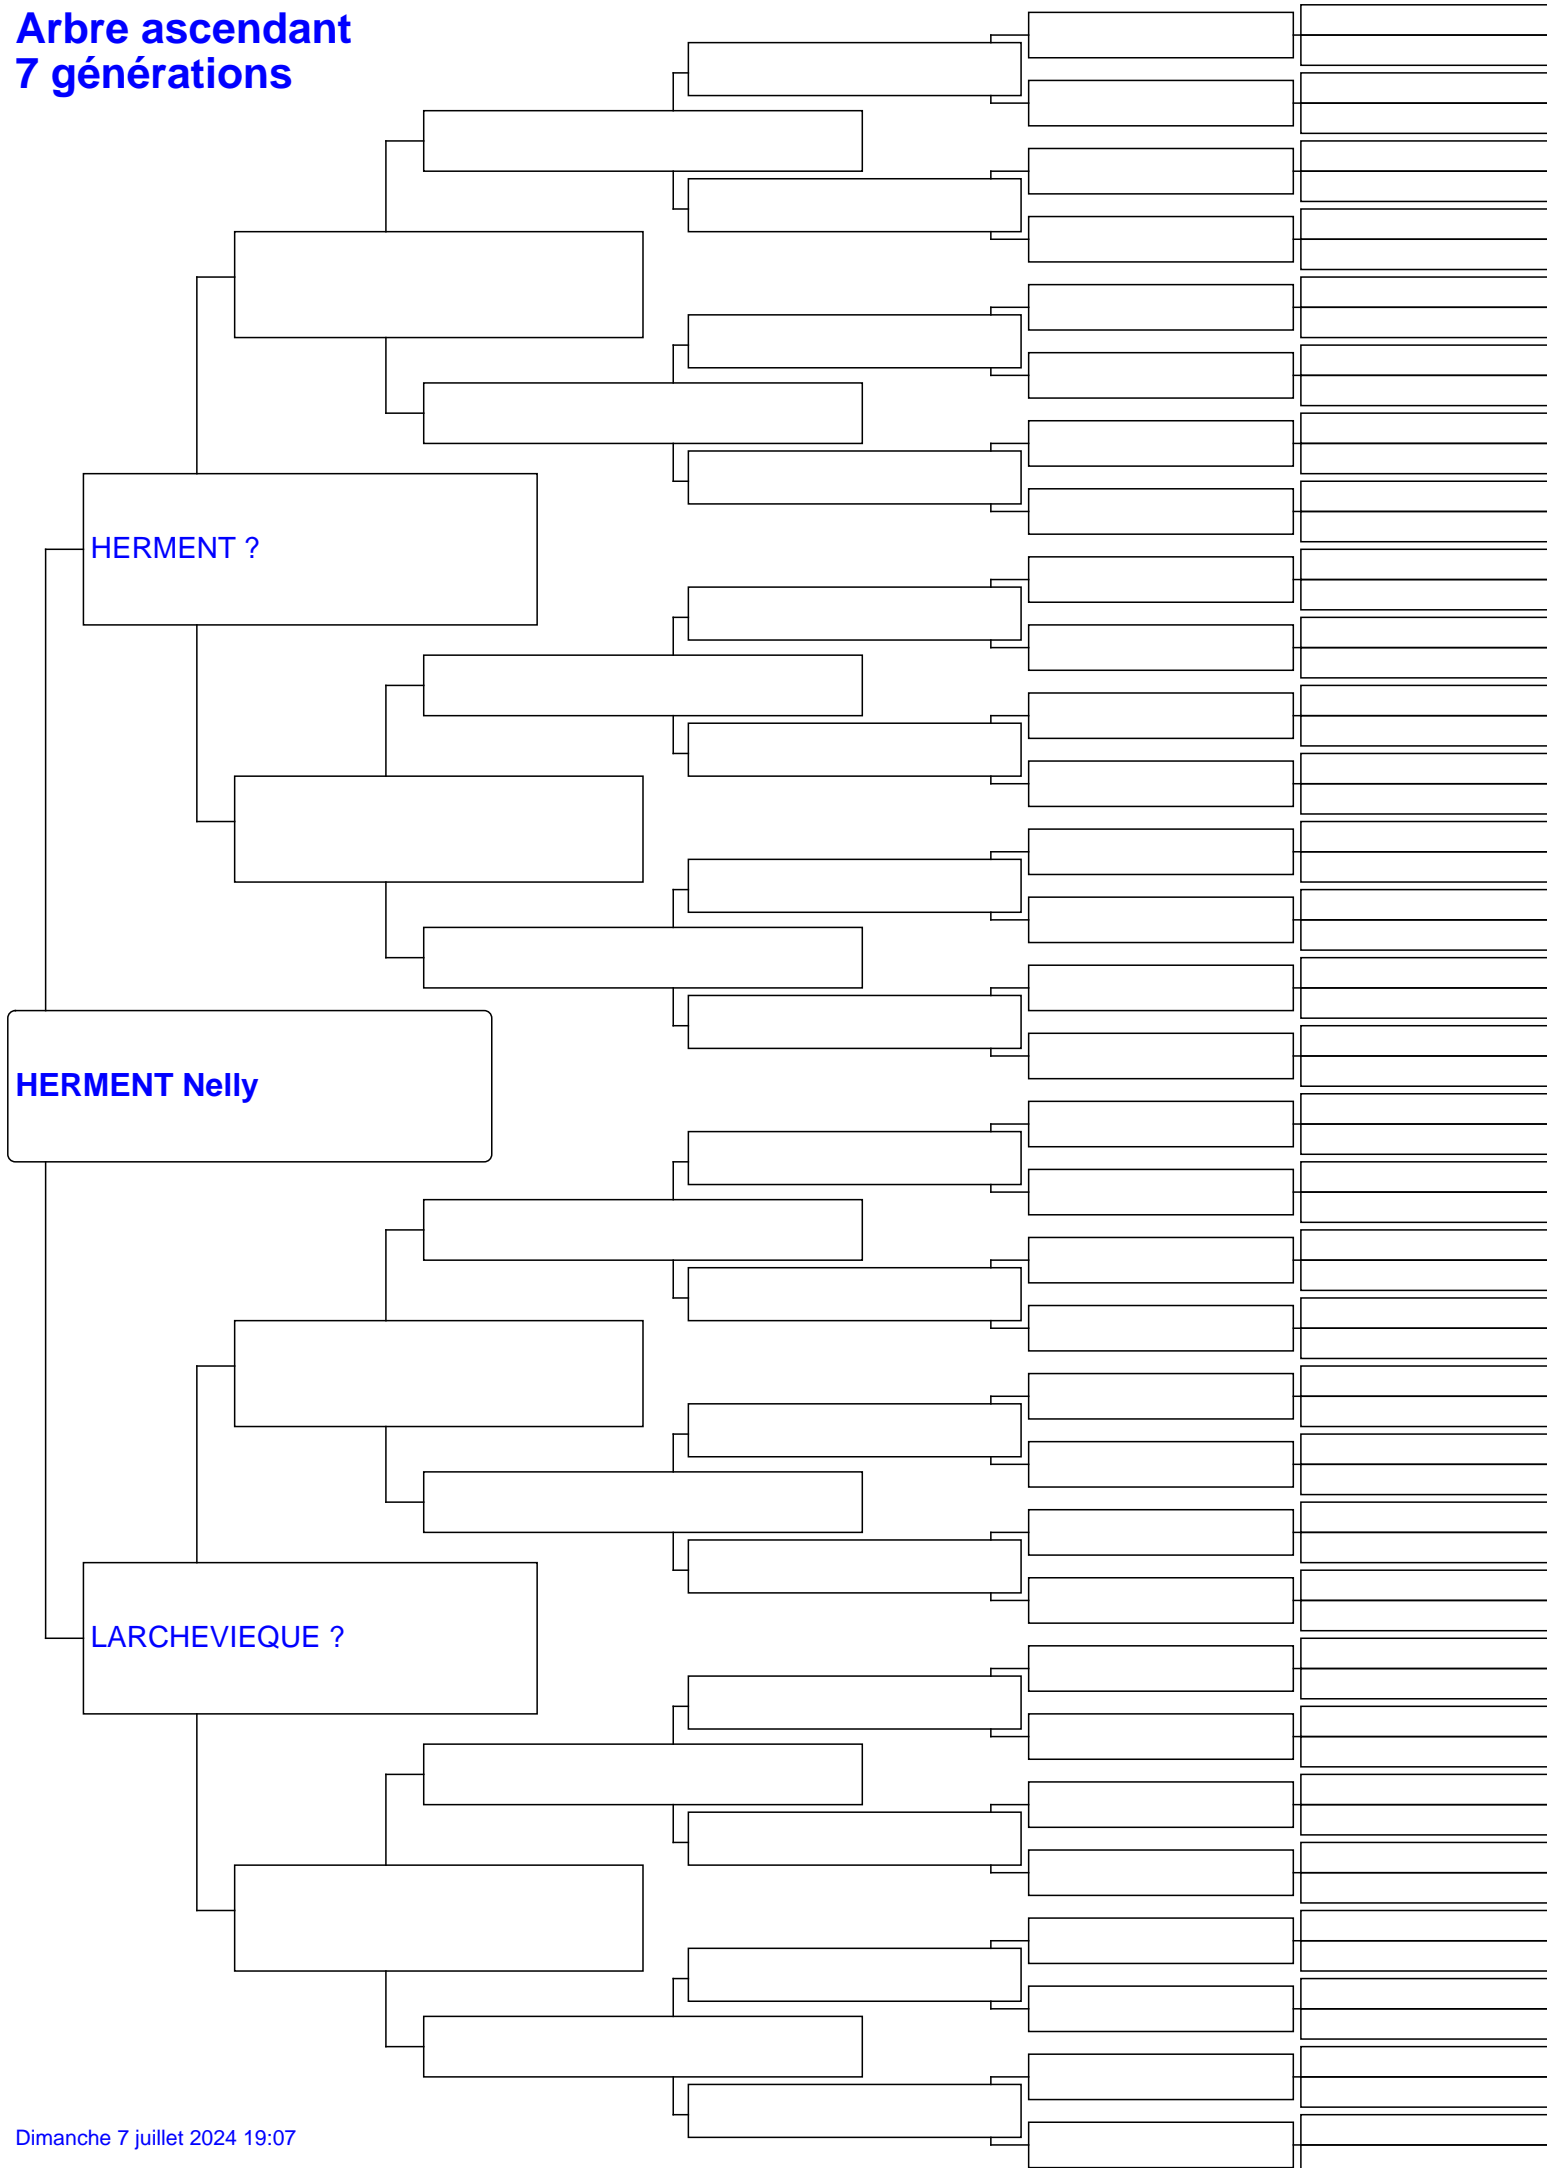 Arbre ascendant
7 générations
HERMENT ?
HERMENT Nelly
LARCHEVIEQUE ?
Dimanche 7 juillet 2024 19:07